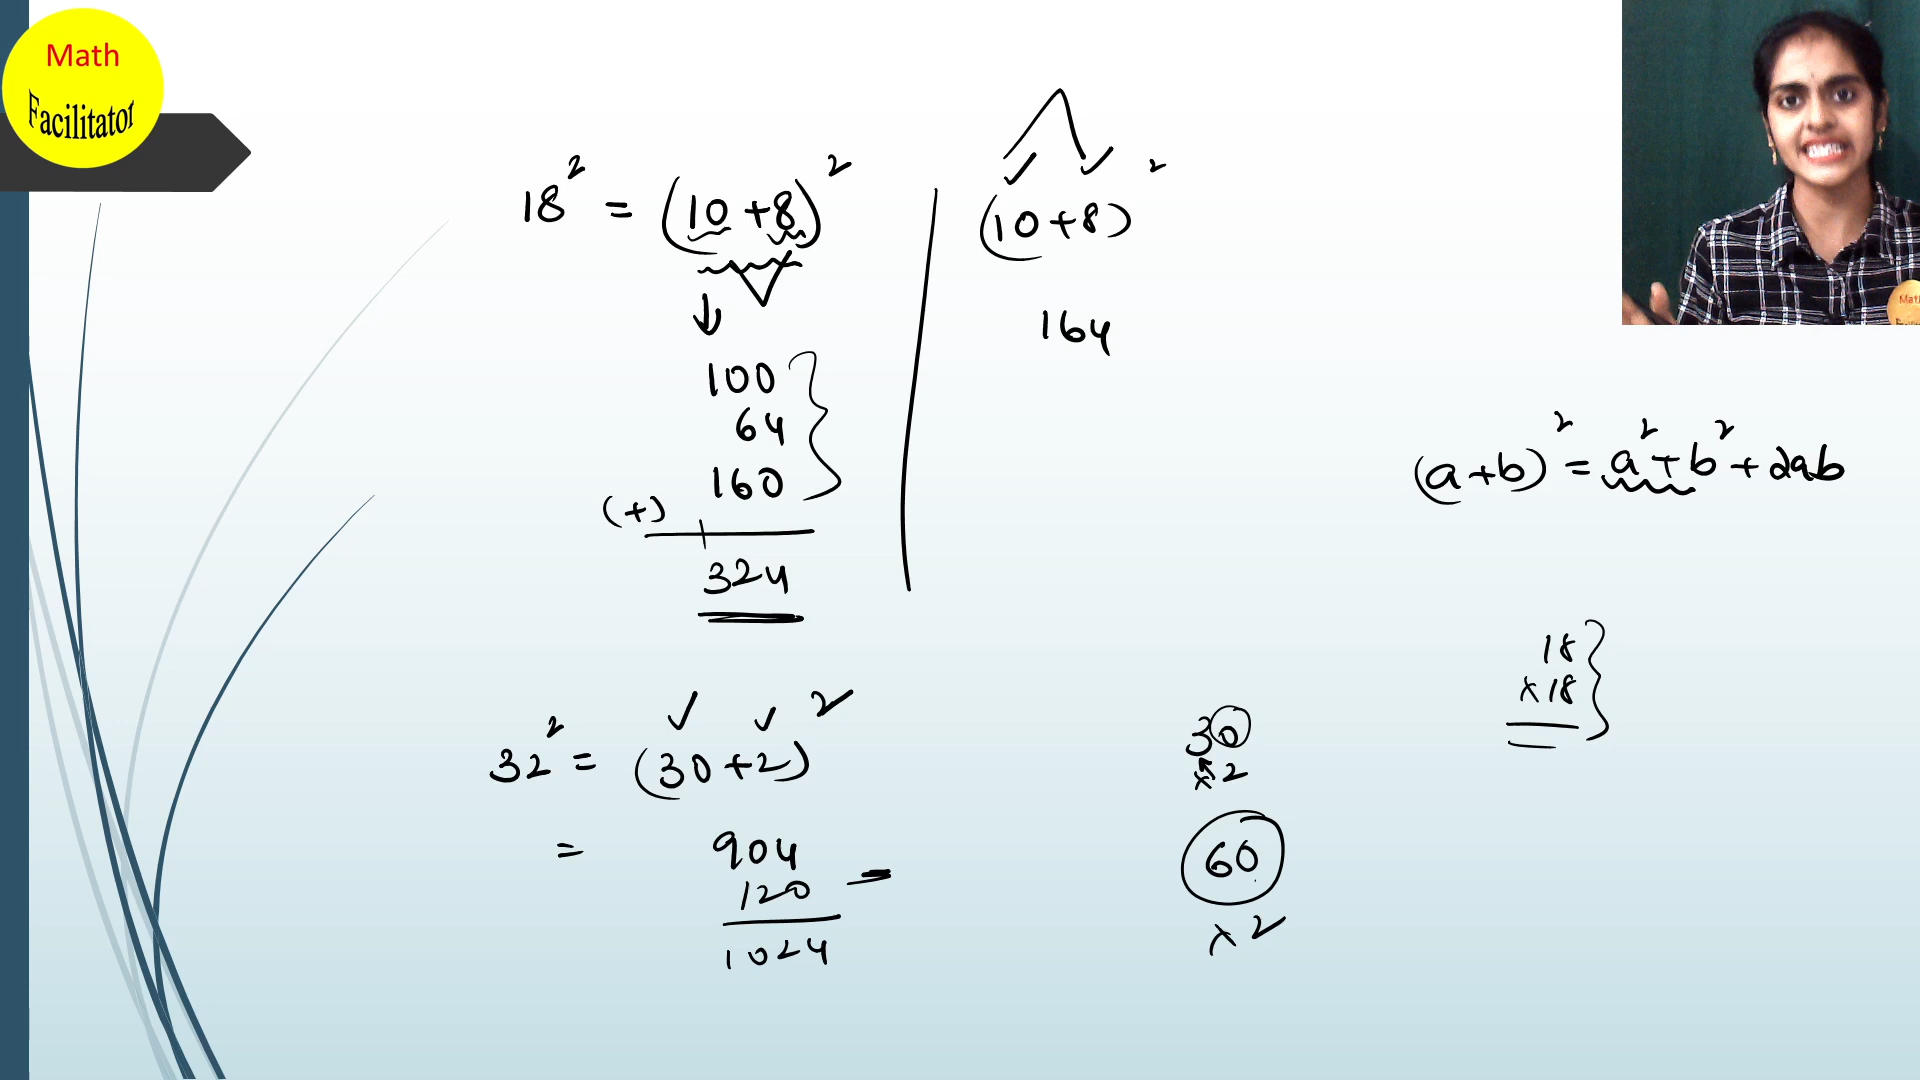 Math
Facilitator
18² = (10+8)²
100
64
160
(+)
324
(10+8)²
164
(a+b)² = a²+b²+2ab
18
×18
32² = (30+2)²
= 904
120
1024
30
×2
60
×2
Math